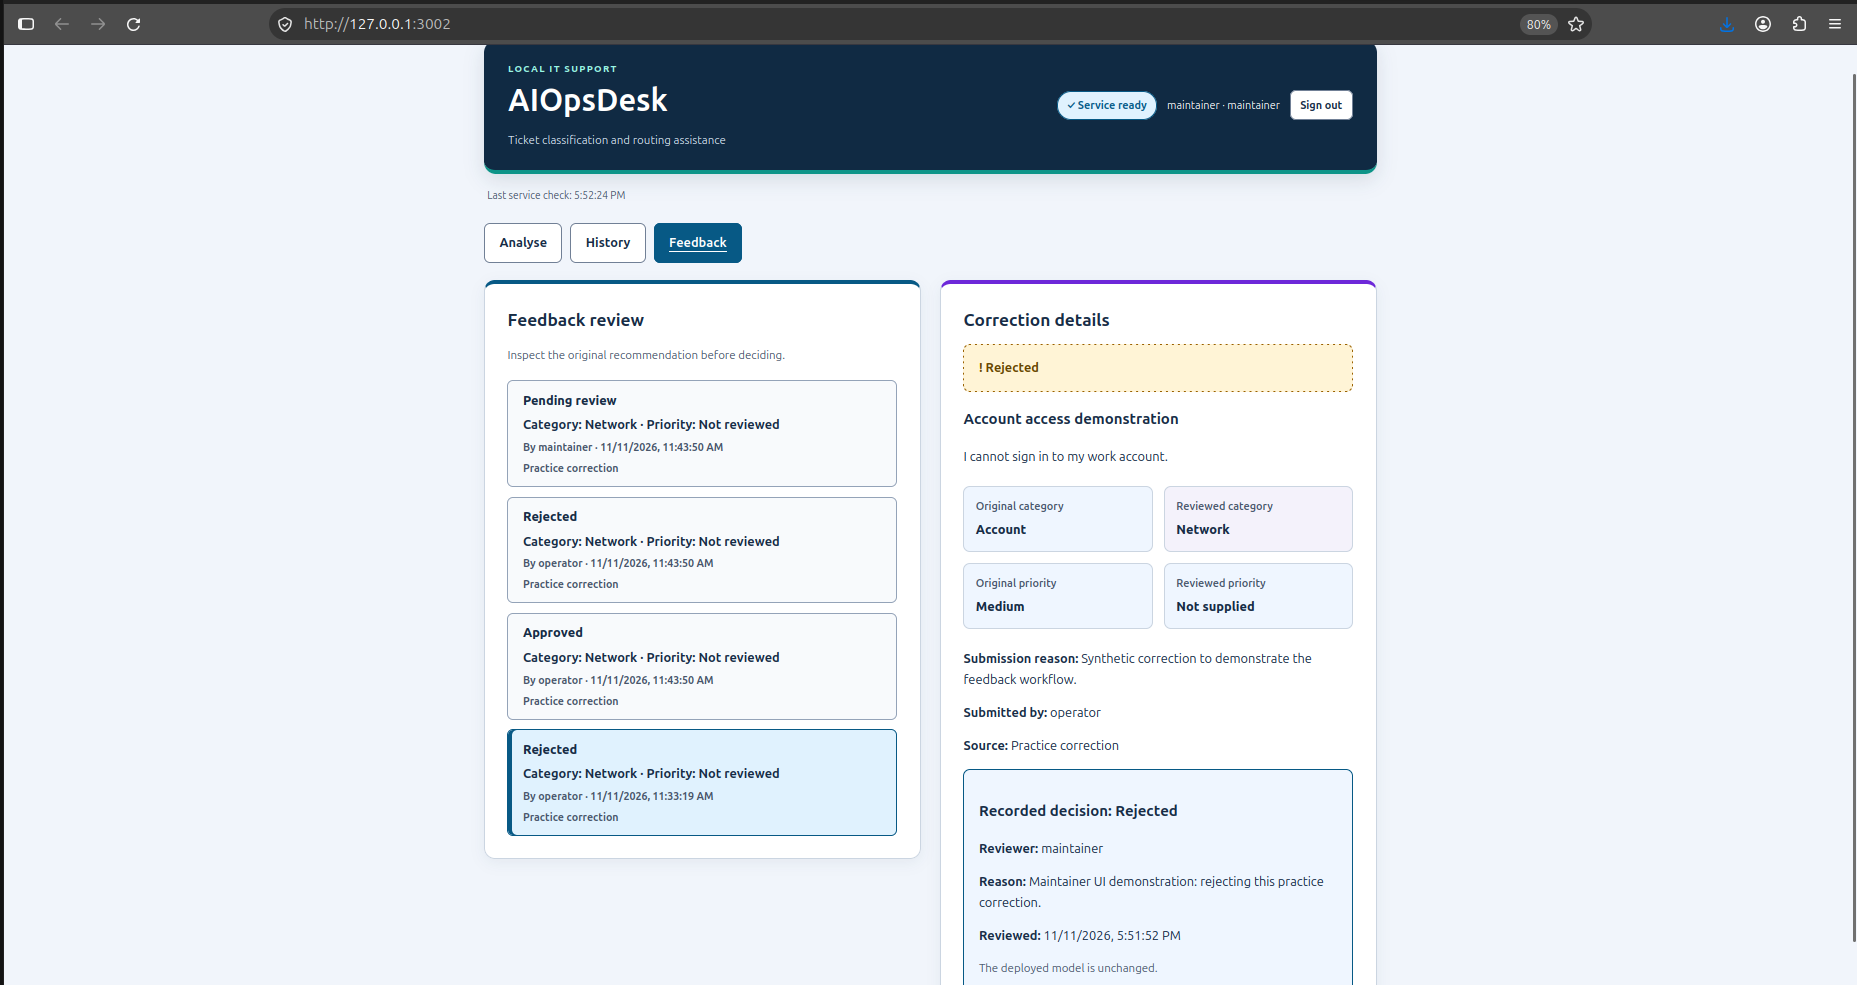 http://127.0.0.1:3002
80%
LOCAL IT SUPPORT
AIOpsDesk
Ticket classification and routing assistance
✓ Service ready
maintainer · maintainer
Sign out
Last service check: 5:52:24 PM
Analyse
History
Feedback
Feedback review
Inspect the original recommendation before deciding.
Pending review
Category: Network · Priority: Not reviewed
By maintainer · 11/11/2026, 11:43:50 AM
Practice correction
Rejected
Category: Network · Priority: Not reviewed
By operator · 11/11/2026, 11:43:50 AM
Practice correction
Approved
Category: Network · Priority: Not reviewed
By operator · 11/11/2026, 11:43:50 AM
Practice correction
Rejected
Category: Network · Priority: Not reviewed
By operator · 11/11/2026, 11:33:19 AM
Practice correction
Correction details
! Rejected
Account access demonstration
I cannot sign in to my work account.
Original category
Account
Reviewed category
Network
Original priority
Medium
Reviewed priority
Not supplied
Submission reason: Synthetic correction to demonstrate the
feedback workflow.
Submitted by: operator
Source: Practice correction
Recorded decision: Rejected
Reviewer: maintainer
Reason: Maintainer UI demonstration: rejecting this practice
correction.
Reviewed: 11/11/2026, 5:51:52 PM
The deployed model is unchanged.